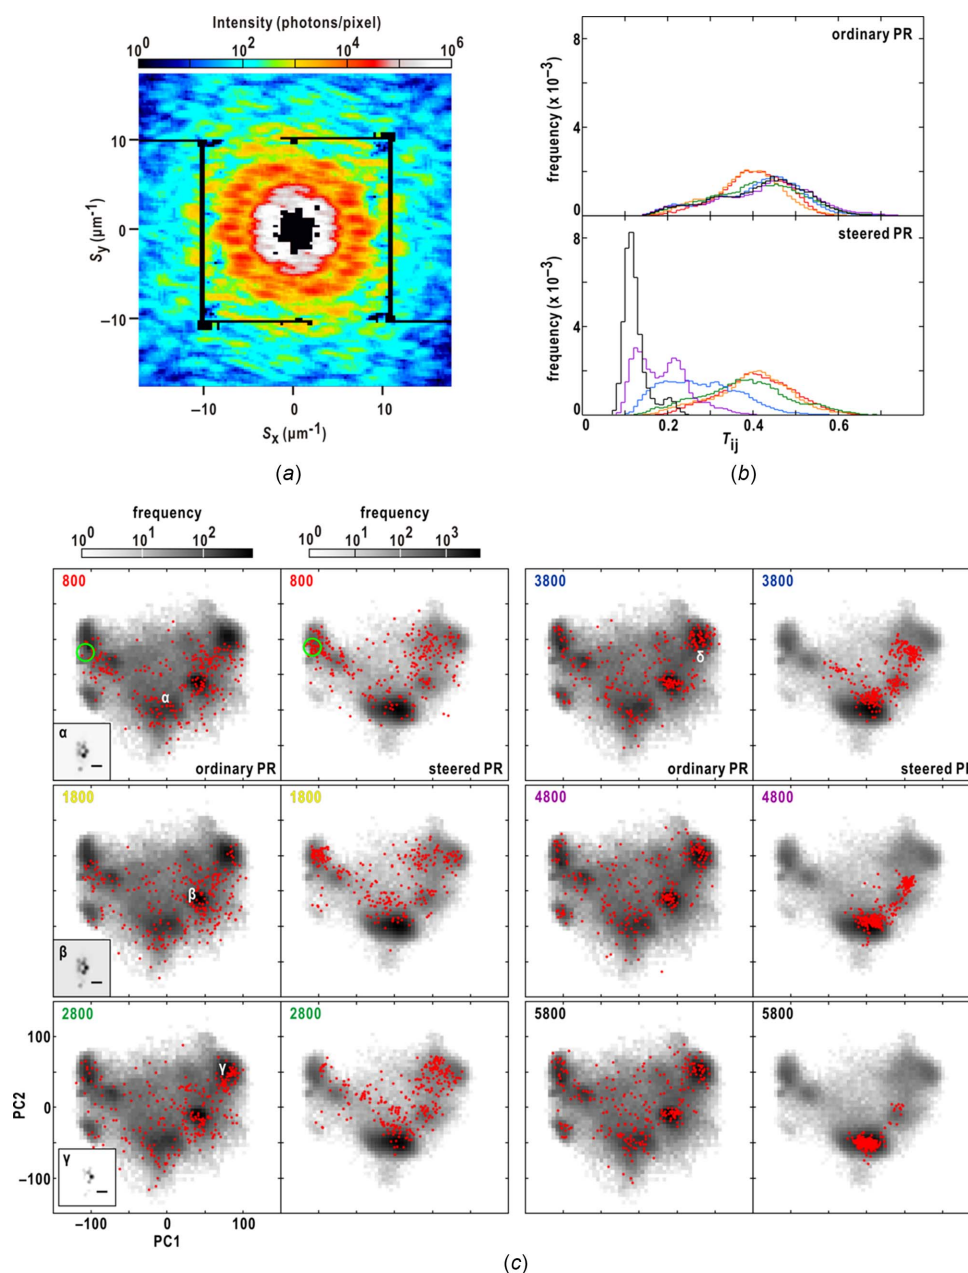 Intensity (photons/pixel)
10^0 10^2 10^4 10^6
10
0
−10
S_y (μm^-1)
−10 0 10
S_x (μm^-1)
(a)
ordinary PR
8
4
0
frequency (x 10^−3)
steered PR
8
4
0
frequency (x 10^−3)
0 0.2 0.4 0.6
T_ij
(b)
frequency
10^0 10^1 10^2
frequency
10^0 10^1 10^2 10^3
800
α
α
ordinary PR
800
steered PR
3800
δ
ordinary PR
3800
steered PR
1800
β
β
1800
4800
4800
2800
γ
γ
2800
5800
5800
100
0
−100
PC2
−100 0 100
PC1
(c)